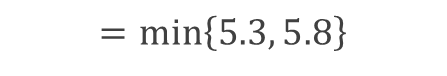 = min{5.3, 5.8}